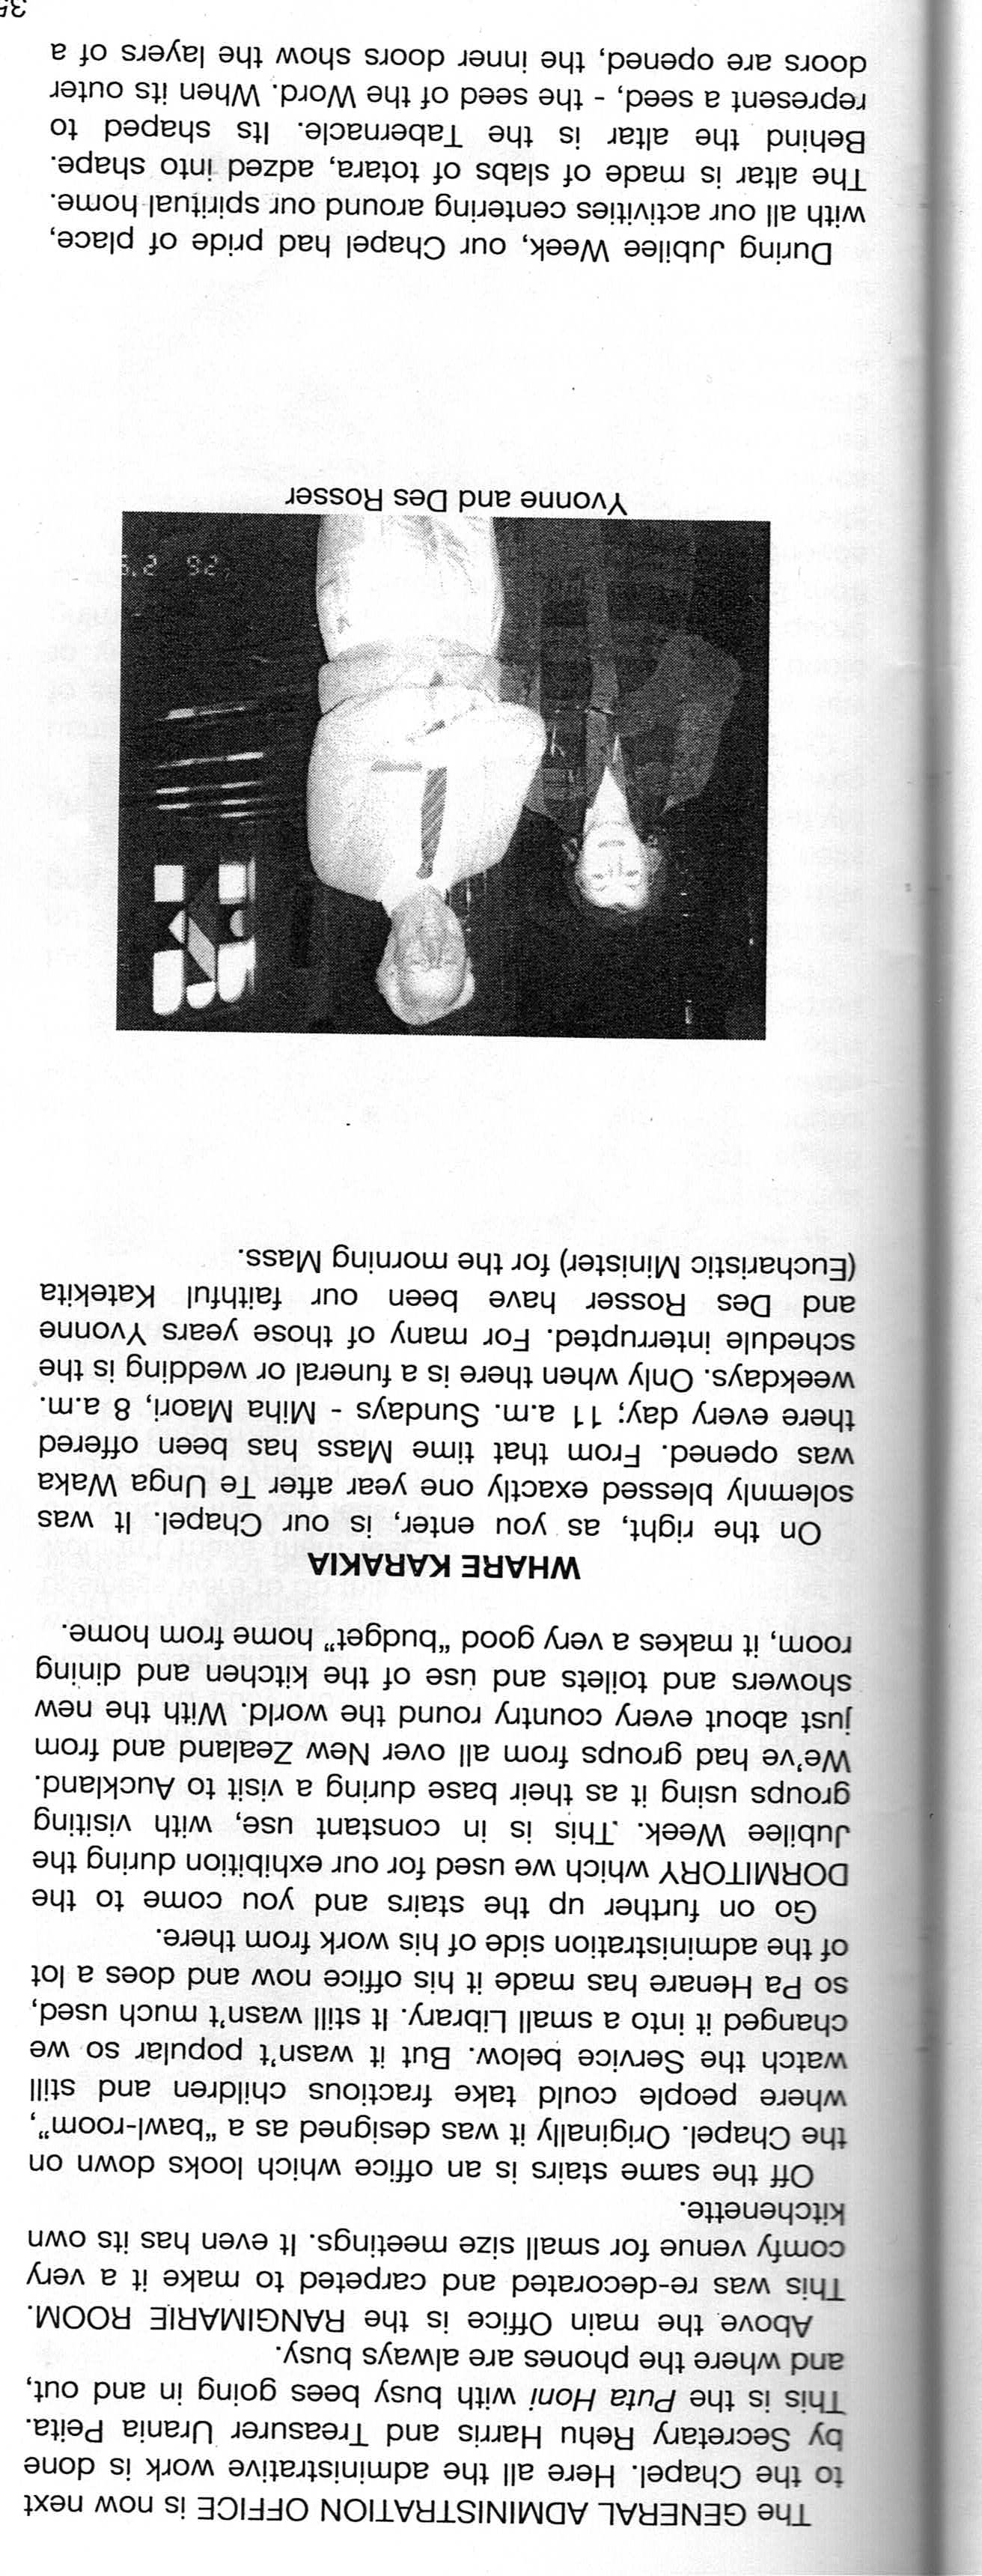 The GENERAL ADMINISTRATION OFFICE is now next
to the Chapel. Here all the administrative work is done
by Secretary Rehu Harris and Treasurer Urania Peita.
This is the Puta Honi with busy bees going in and out,
and where the phones are always busy.
Above the main Office is the RANGIMARIE ROOM.
This was re-decorated and carpeted to make it a very
comfy venue for small size meetings. It even has its own
kitchenette.
Off the same stairs is an office which looks down on
the Chapel. Originally it was designed as a “bawl-room”,
where people could take fractious children and still
watch the Service below. But it wasn't popular so we
changed it into a small Library. It still wasn't much used,
so Pa Henare has made it his office now and does a lot
of the administration side of his work from there.
Go on further up the stairs and you come to the
DORMITORY which we used for our exhibition during the
Jubilee Week. .This is in constant use, with visiting
groups using it as their base during a visit to Auckland.
We've had groups from all over New Zealand and from
just about every country round the world. With the new
showers and toilets and use of the kitchen and dining
room, it makes a very good “budget” home from home.
WHARE KARAKIA
On the right, as you enter, is our Chapel. It was
solemnly blessed exactly one year after Te Unga Waka
was opened. From that time Mass has been offered
there every day; 11 a.m. Sundays - Miha Maori, 8 a.m.
weekdays. Only when there is a funeral or wedding is the
schedule interrupted. For many of those years Yvonne
and Des Rosser have been our faithful Katekita
(Eucharistic Minister) for the morning Mass.
Yvonne and Des Rosser
During Jubilee Week, our Chapel had pride of place,
with all our activities centering around our spiritual home.
The altar is made of slabs of totara, adzed into shape.
Behind the altar is the Tabernacle. Its shaped to
represent a seed, - the seed of the Word. When its outer
doors are opened, the inner doors show the layers of a
35